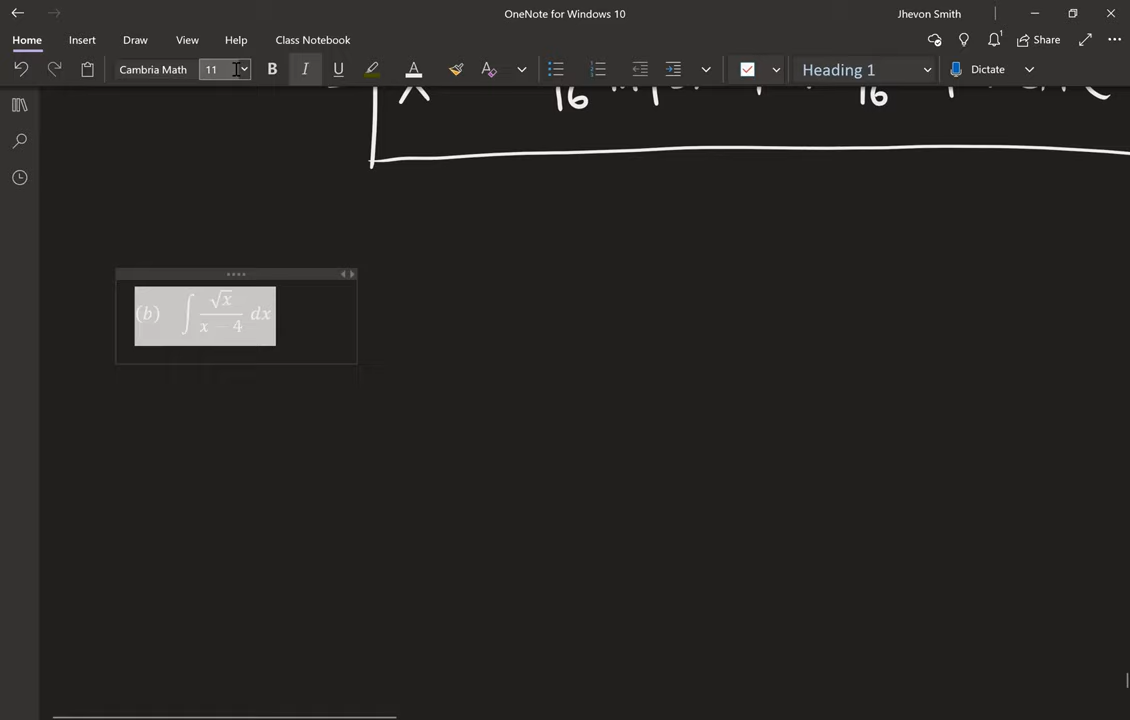 OneNote for Windows 10
Jhevon Smith
Home Insert Draw View Help Class Notebook
1 Share
Cambria Math 11 B I U A A Heading 1 Dictate
16 16
(b) ∫ √x / (x − 4) dx